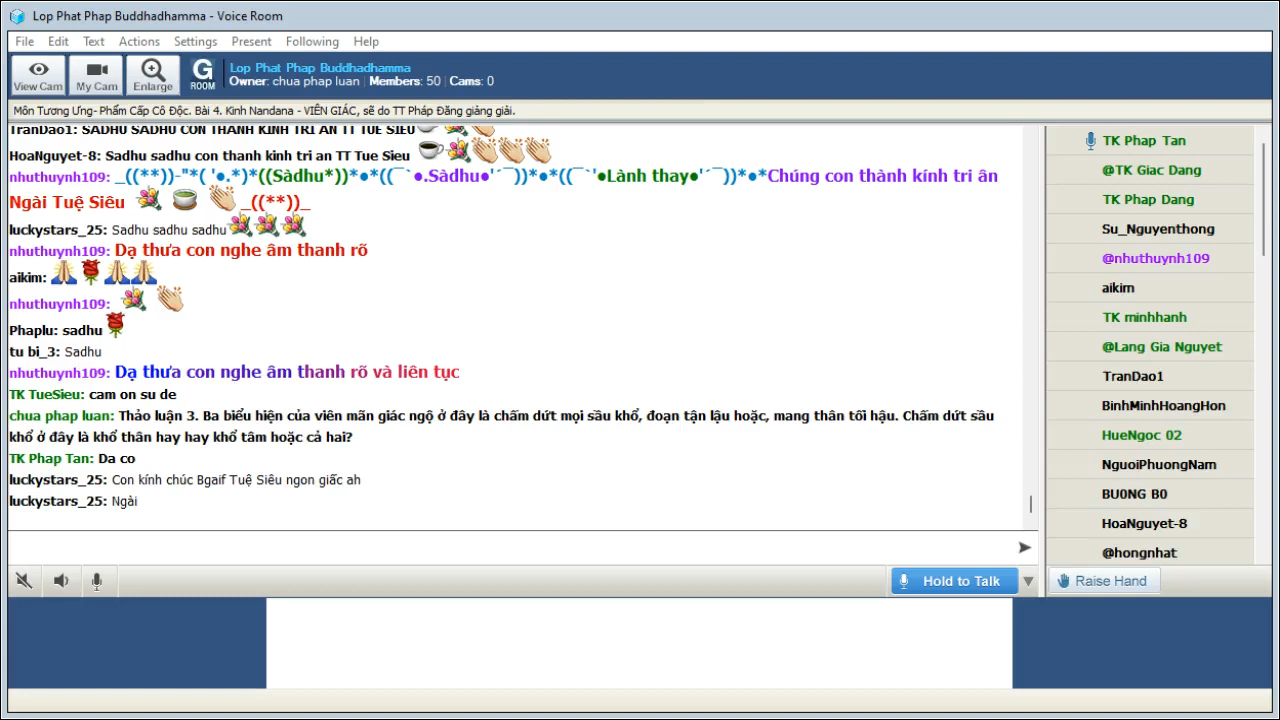 Lop Phat Phap Buddhadhamma - Voice Room
File Edit Text Actions Settings Present Following Help
View Cam My Cam Enlarge G ROOM
Lop Phat Phap Buddhadhamma
Owner: chua phap luan Members: 50 Cams: 0
Môn Tương Ưng- Phẩm Cấp Cô Độc. Bài 4. Kinh Nandana - VIÊN GIÁC, sẽ do TT Pháp Đăng giảng giải.
TranDao1: SADHU SADHU CON THANH KINH TRI AN TT TUE SIEU
HoaNguyet-8: Sadhu sadhu con thanh kinh tri an TT Tue Sieu
nhuthuynh109: _((**))-"*( '●.*)*((Sàdhu*))*●*((¯`●.Sàdhu●'´¯))*●*((¯`'●Lành thay●'´¯))*●*Chúng con thành kính tri ân
Ngài Tuệ Siêu _((**))_
luckystars_25: Sadhu sadhu sadhu
nhuthuynh109: Dạ thưa con nghe âm thanh rõ
aikim:
nhuthuynh109:
Phaplu: sadhu
tu bi_3: Sadhu
nhuthuynh109: Dạ thưa con nghe âm thanh rõ và liên tục
TK TueSieu: cam on su de
chua phap luan: Thảo luận 3. Ba biểu hiện của viên mãn giác ngộ ở đây là chấm dứt mọi sầu khổ, đoạn tận lậu hoặc, mang thân tối hậu. Chấm dứt sầu
khổ ở đây là khổ thân hay hay khổ tâm hoặc cả hai?
TK Phap Tan: Da co
luckystars_25: Con kính chúc Bgaif Tuệ Siêu ngon giấc ah
luckystars_25: Ngài
Hold to Talk
TK Phap Tan
@TK Giac Dang
TK Phap Dang
Su_Nguyenthong
@nhuthuynh109
aikim
TK minhhanh
@Lang Gia Nguyet
TranDao1
BinhMinhHoangHon
HueNgoc 02
NguoiPhuongNam
BU0NG B0
HoaNguyet-8
@hongnhat
Raise Hand